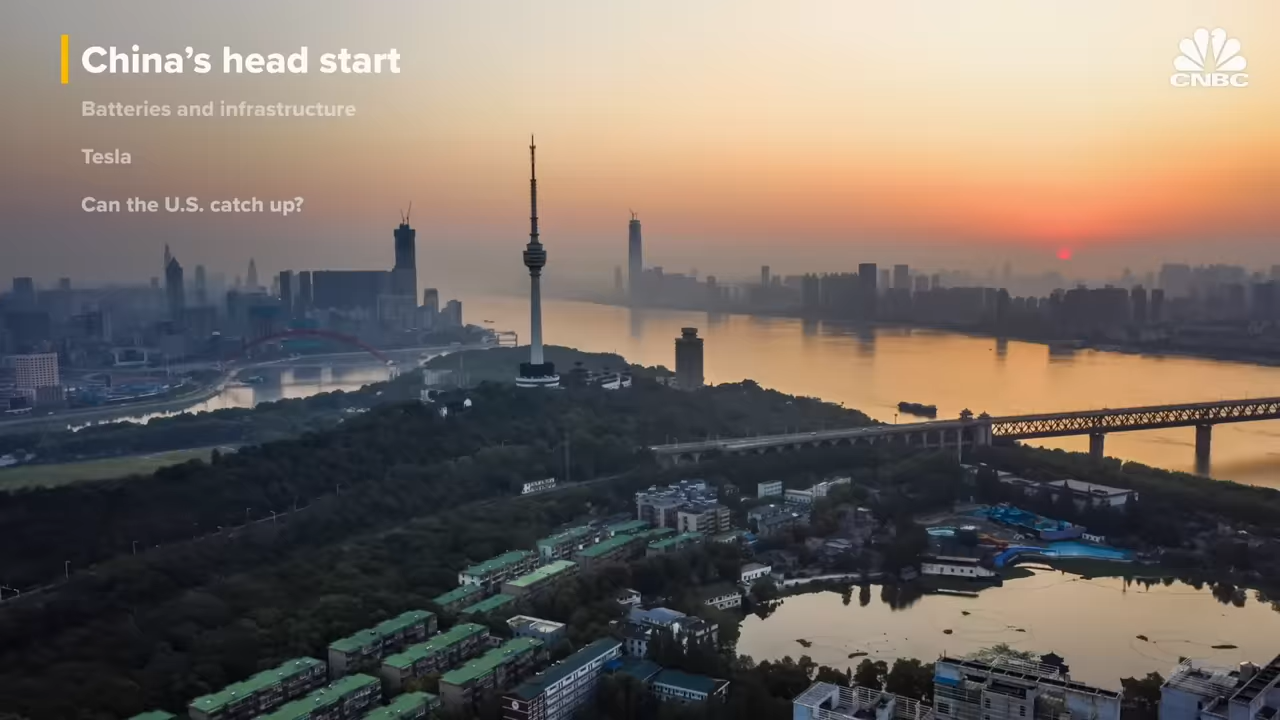 China's head start
Batteries and infrastructure
Tesla
Can the U.S. catch up?
CNBC